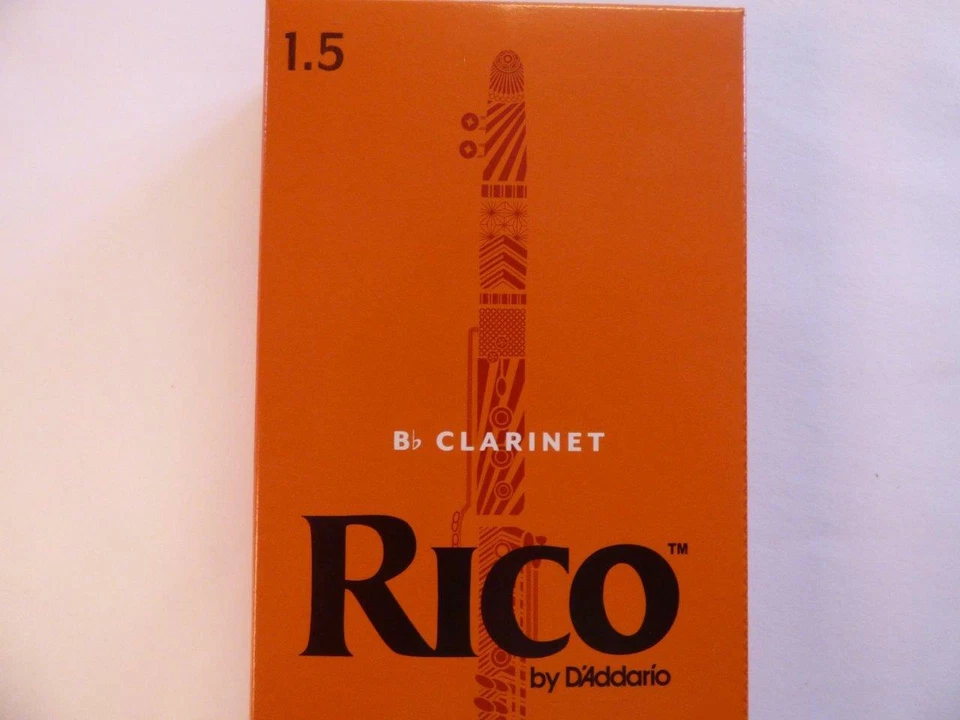 1.5
B♭ CLARINET
RICO™
by D'Addario